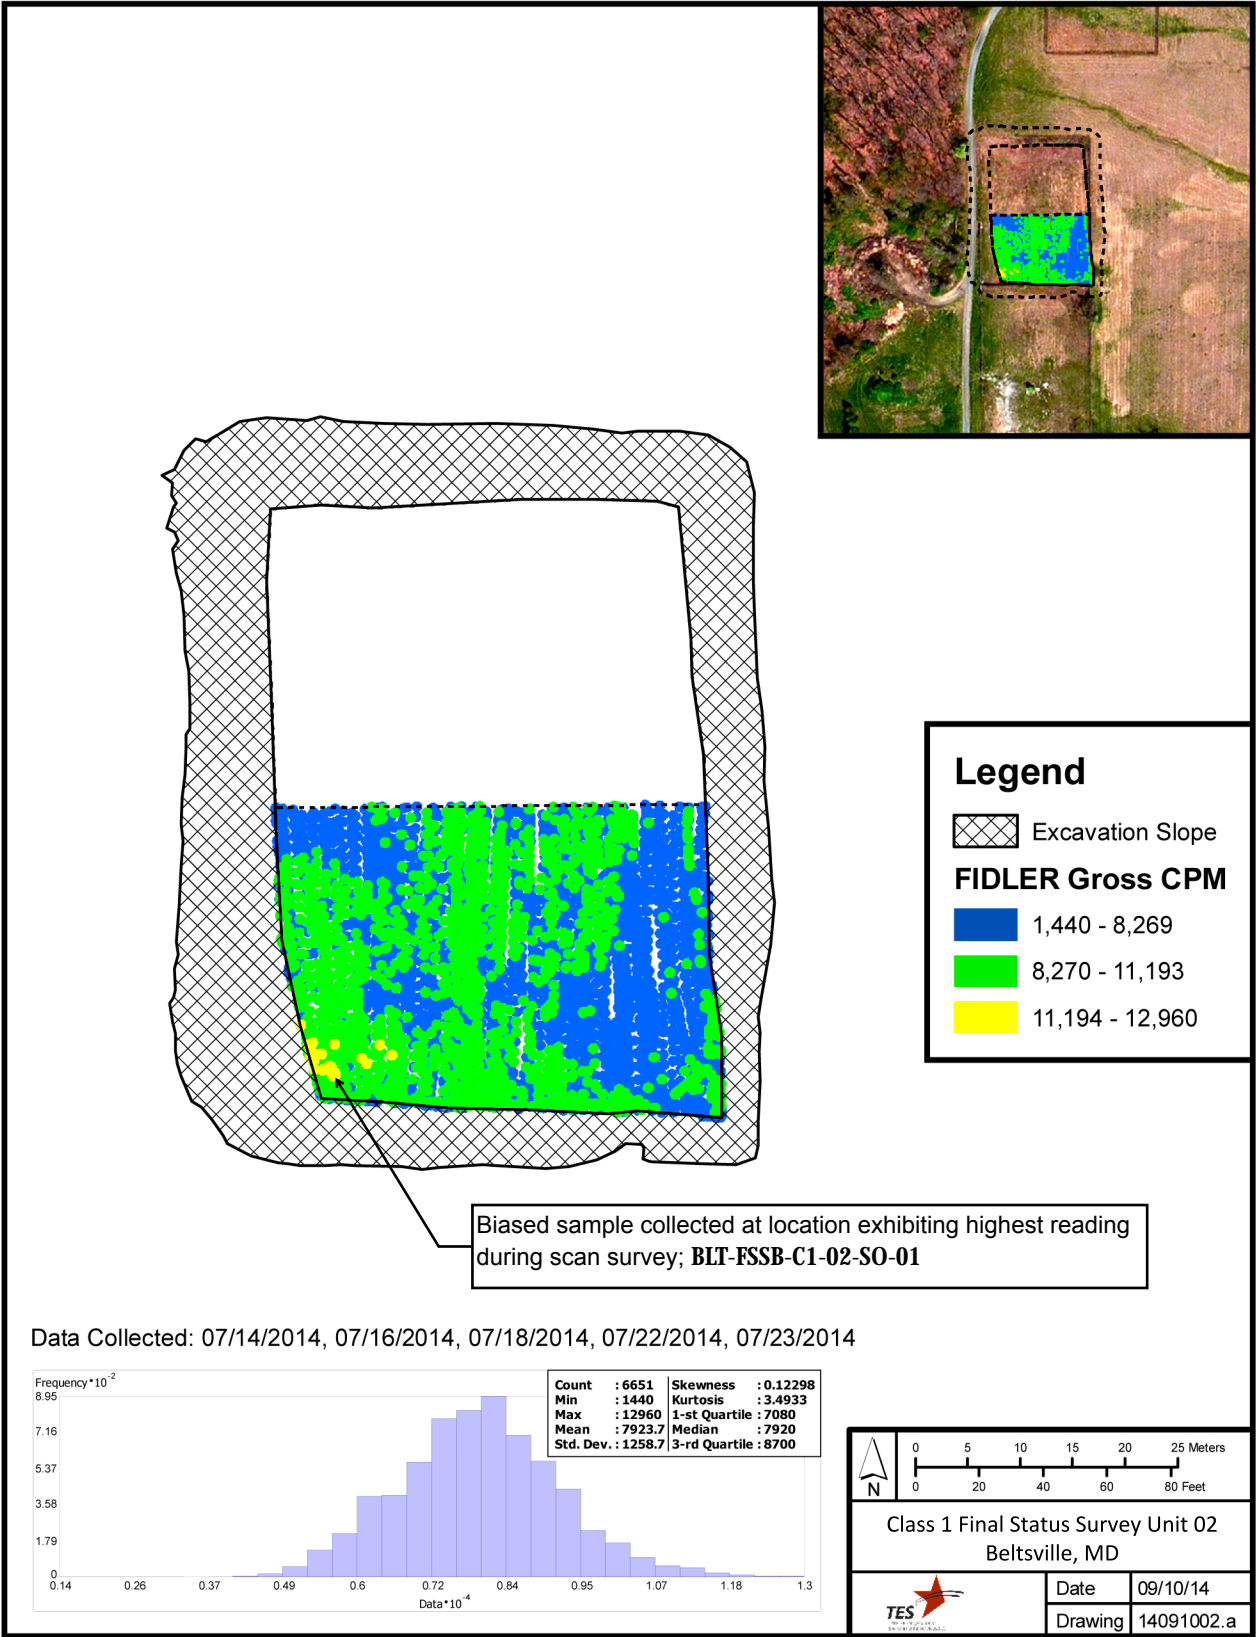 Legend
Excavation Slope
FIDLER Gross CPM
1,440 - 8,269
8,270 - 11,193
11,194 - 12,960
Biased sample collected at location exhibiting highest reading
during scan survey; BLT-FSSB-C1-02-SO-01
Data Collected: 07/14/2014, 07/16/2014, 07/18/2014, 07/22/2014, 07/23/2014
Frequency•10⁻²
8.95
7.16
5.37
3.58
1.79
0
0.14 0.26 0.37 0.49 0.6 0.72 0.84 0.95 1.07 1.18 1.3
Data•10⁻⁴
Count : 6651 Skewness : 0.12298
Min : 1440 Kurtosis : 3.4933
Max : 12960 1-st Quartile : 7080
Mean : 7923.7 Median : 7920
Std. Dev. : 1258.7 3-rd Quartile : 8700
N
0 5 10 15 20 25 Meters
0 20 40 60 80 Feet
Class 1 Final Status Survey Unit 02
Beltsville, MD
TES
Date 09/10/14
Drawing 14091002.a